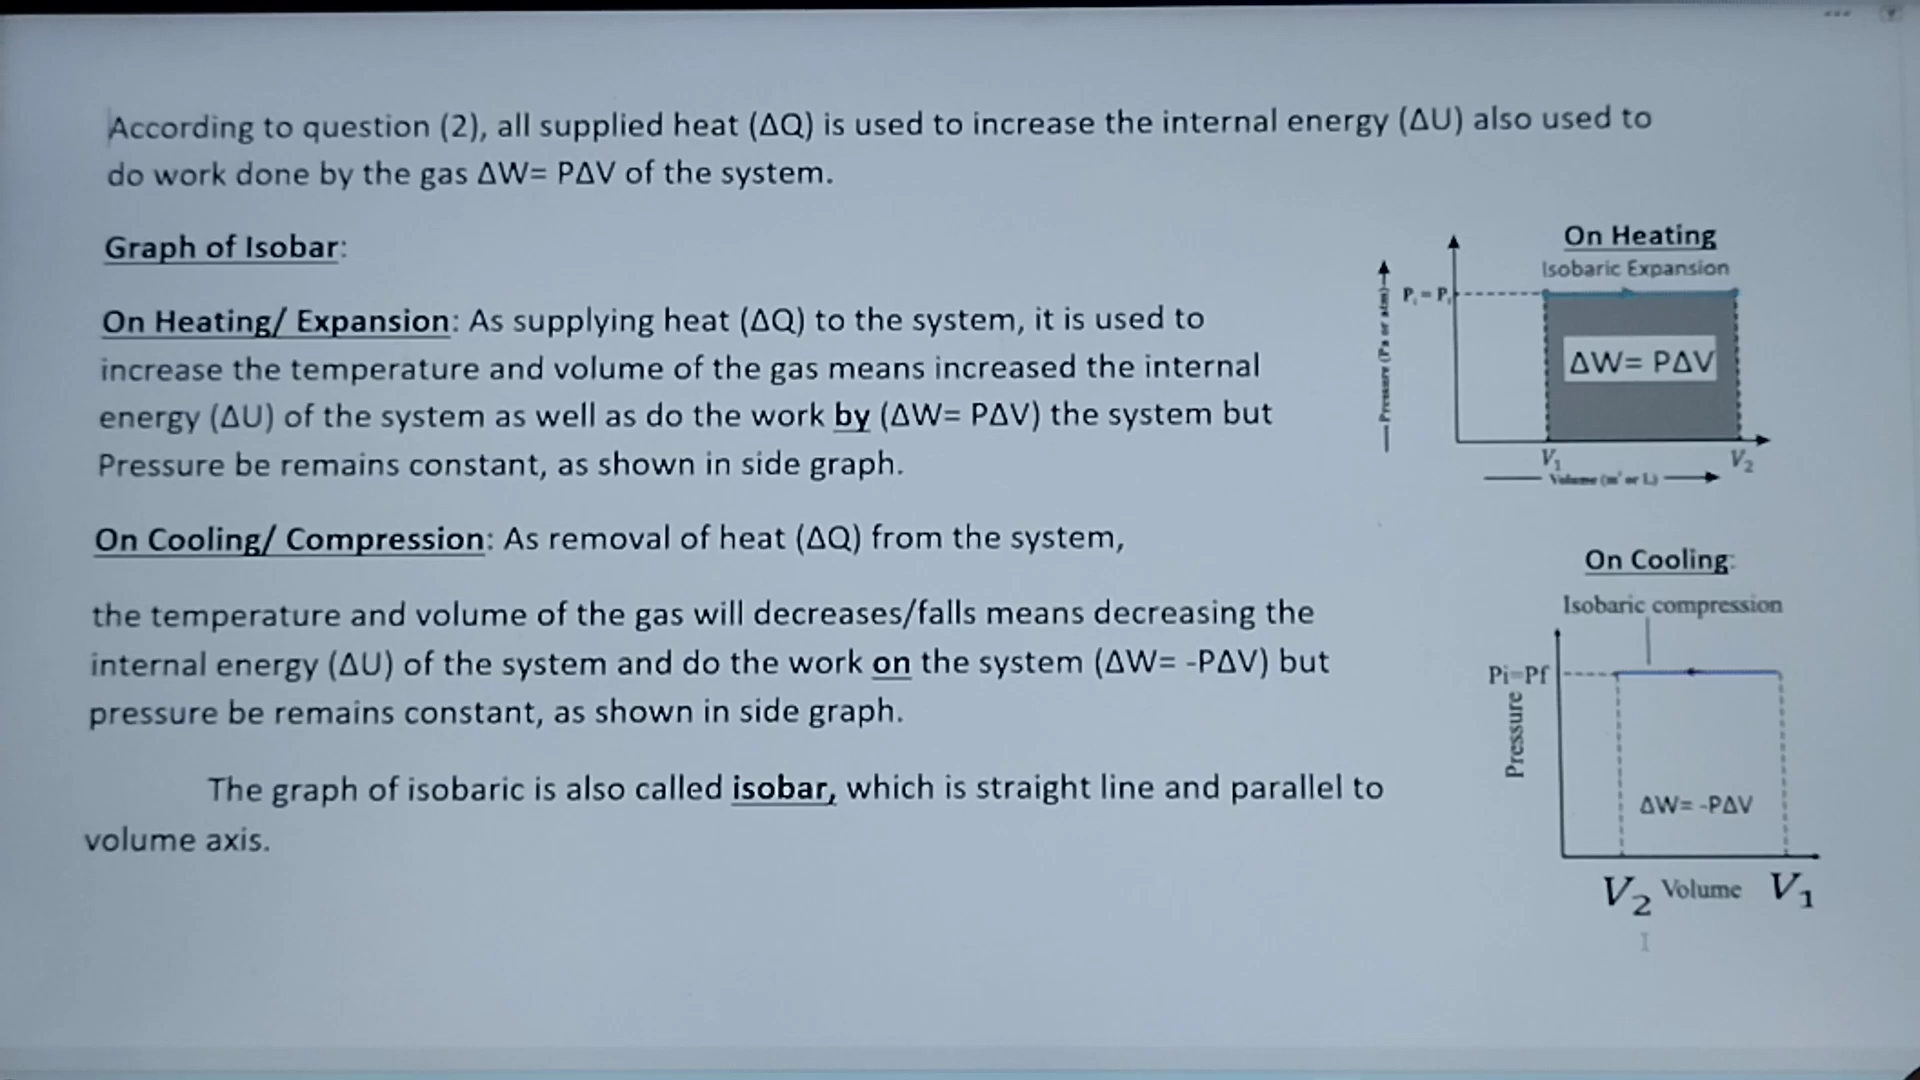 According to question (2), all supplied heat (ΔQ) is used to increase the internal energy (ΔU) also used to
do work done by the gas ΔW= PΔV of the system.
Graph of Isobar:
On Heating/ Expansion: As supplying heat (ΔQ) to the system, it is used to
increase the temperature and volume of the gas means increased the internal
energy (ΔU) of the system as well as do the work by (ΔW= PΔV) the system but
Pressure be remains constant, as shown in side graph.
On Heating
Isobaric Expansion
Pressure (Pa or atm)
ΔW= PΔV
V₁
V₂
Volume (m³ or L)
On Cooling/ Compression: As removal of heat (ΔQ) from the system,
the temperature and volume of the gas will decreases/falls means decreasing the
internal energy (ΔU) of the system and do the work on the system (ΔW= -PΔV) but
pressure be remains constant, as shown in side graph.
On Cooling:
Isobaric compression
Pi=Pf
Pressure
ΔW= -PΔV
V₂ Volume V₁
The graph of isobaric is also called isobar, which is straight line and parallel to
volume axis.